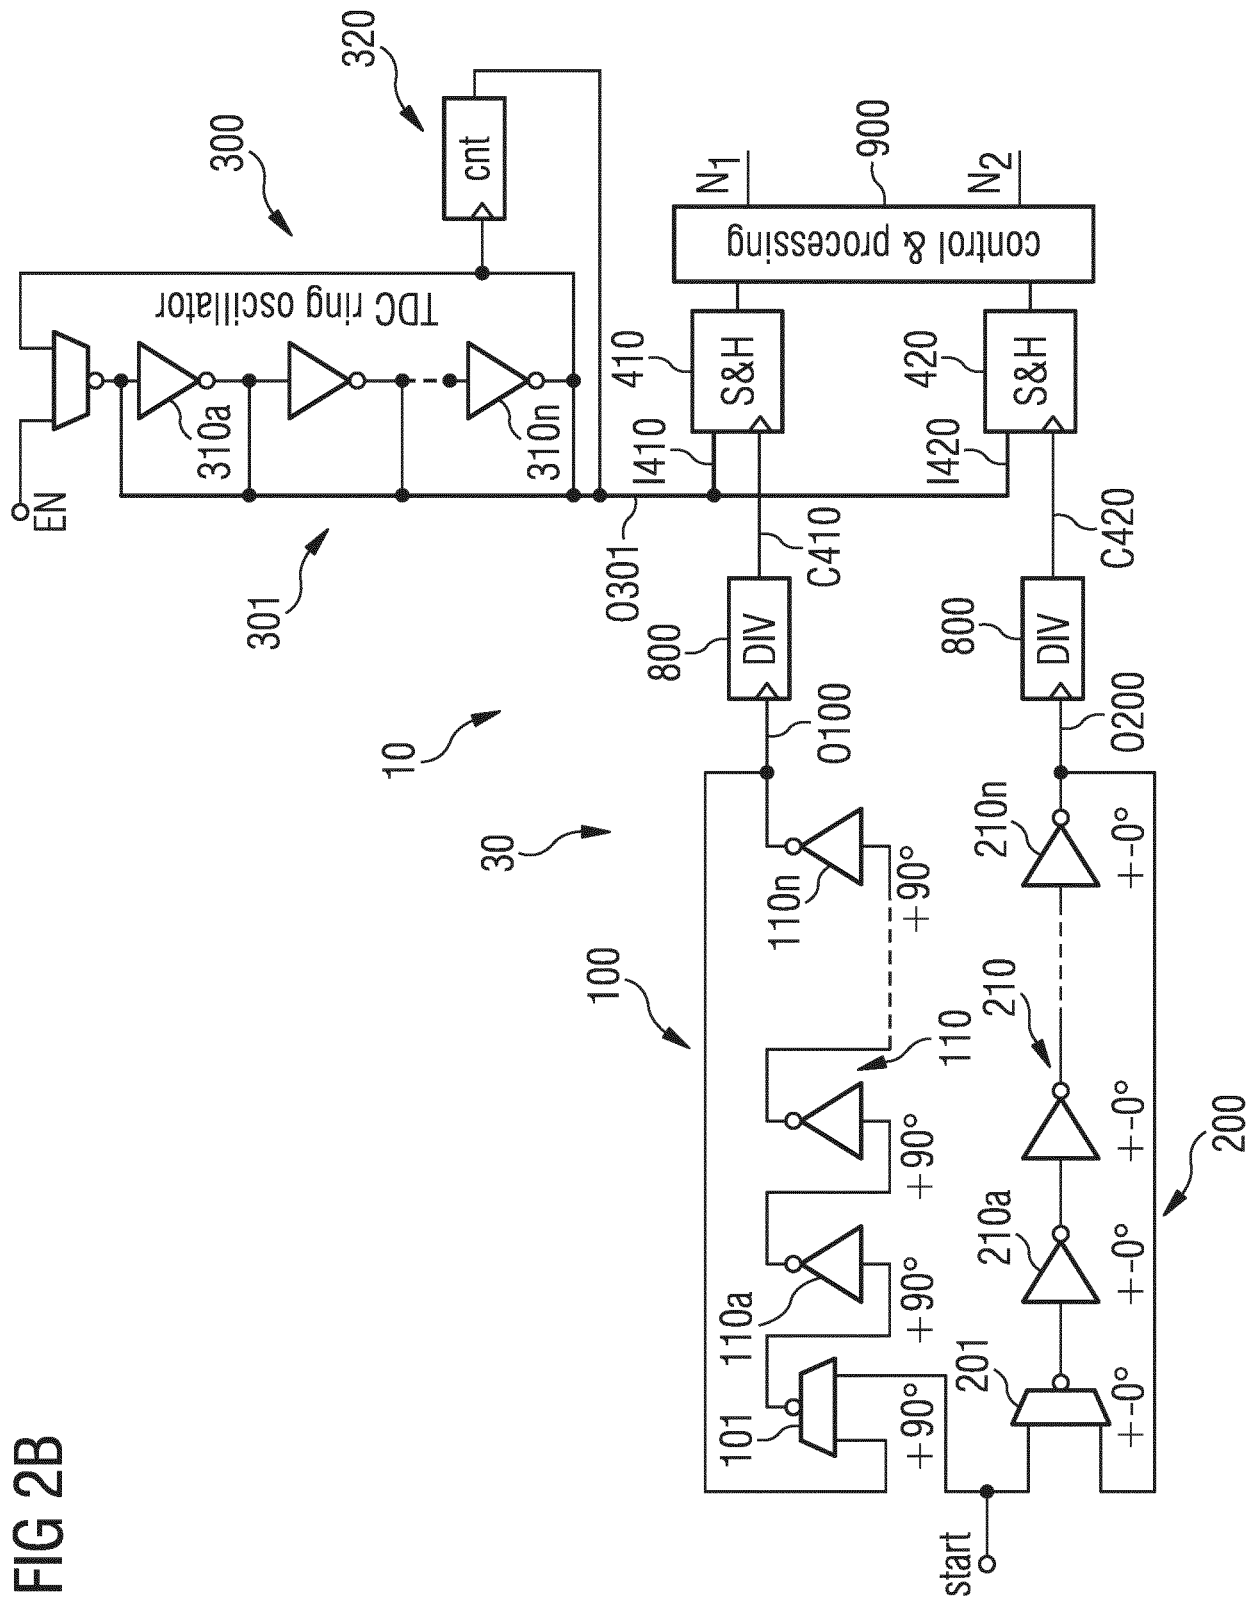 FIG 2B
EN
301
300
320
cnt
TDC ring oscillator
310a
310n
10
30
O301
I410
410
S&H
C410
800
DIV
O100
control & processing
900
N1
N2
I420
420
S&H
C420
800
DIV
O200
100
101
110a
110
110n
+90°
+90°
+90°
+90°
start
201
210a
210
210n
+-0°
+-0°
+-0°
+-0°
200